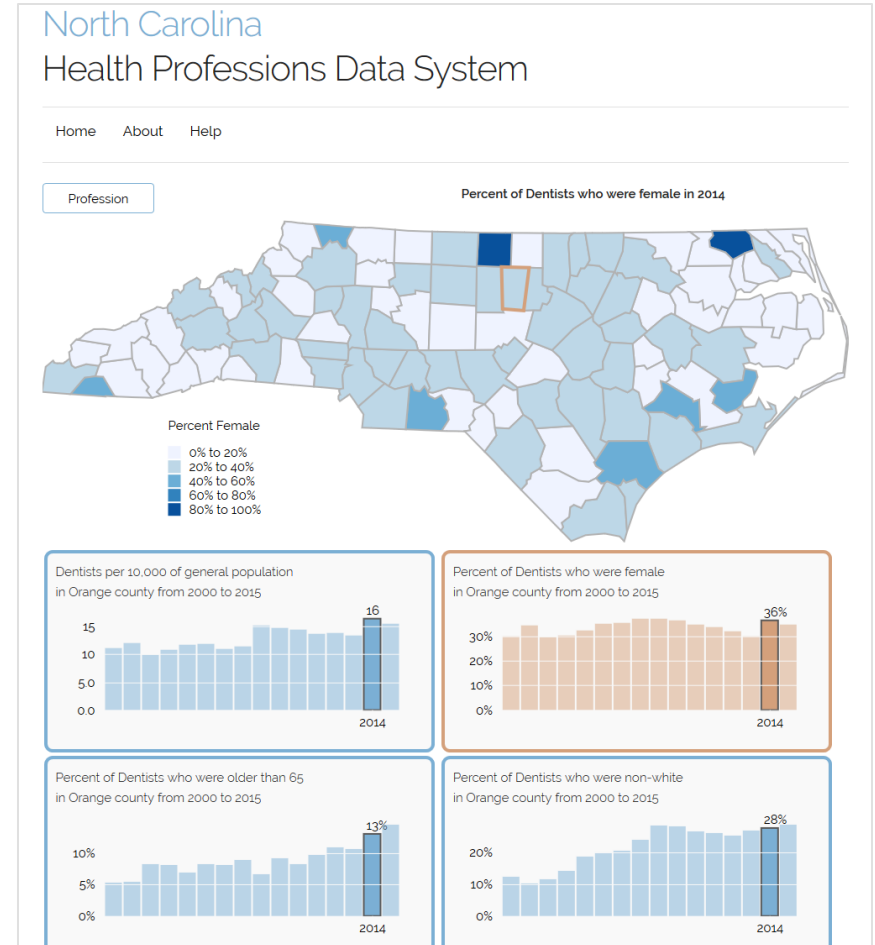 North Carolina
Health Professions Data System
Home About Help
Profession
Percent of Dentists who were female in 2014
Percent Female
0% to 20%
20% to 40%
40% to 60%
60% to 80%
80% to 100%
Dentists per 10,000 of general population
in Orange county from 2000 to 2015
16
15
10
5.0
0.0
2014
Percent of Dentists who were female
in Orange county from 2000 to 2015
36%
30%
20%
10%
0%
2014
Percent of Dentists who were older than 65
in Orange county from 2000 to 2015
13%
10%
5%
0%
2014
Percent of Dentists who were non-white
in Orange county from 2000 to 2015
28%
20%
10%
0%
2014